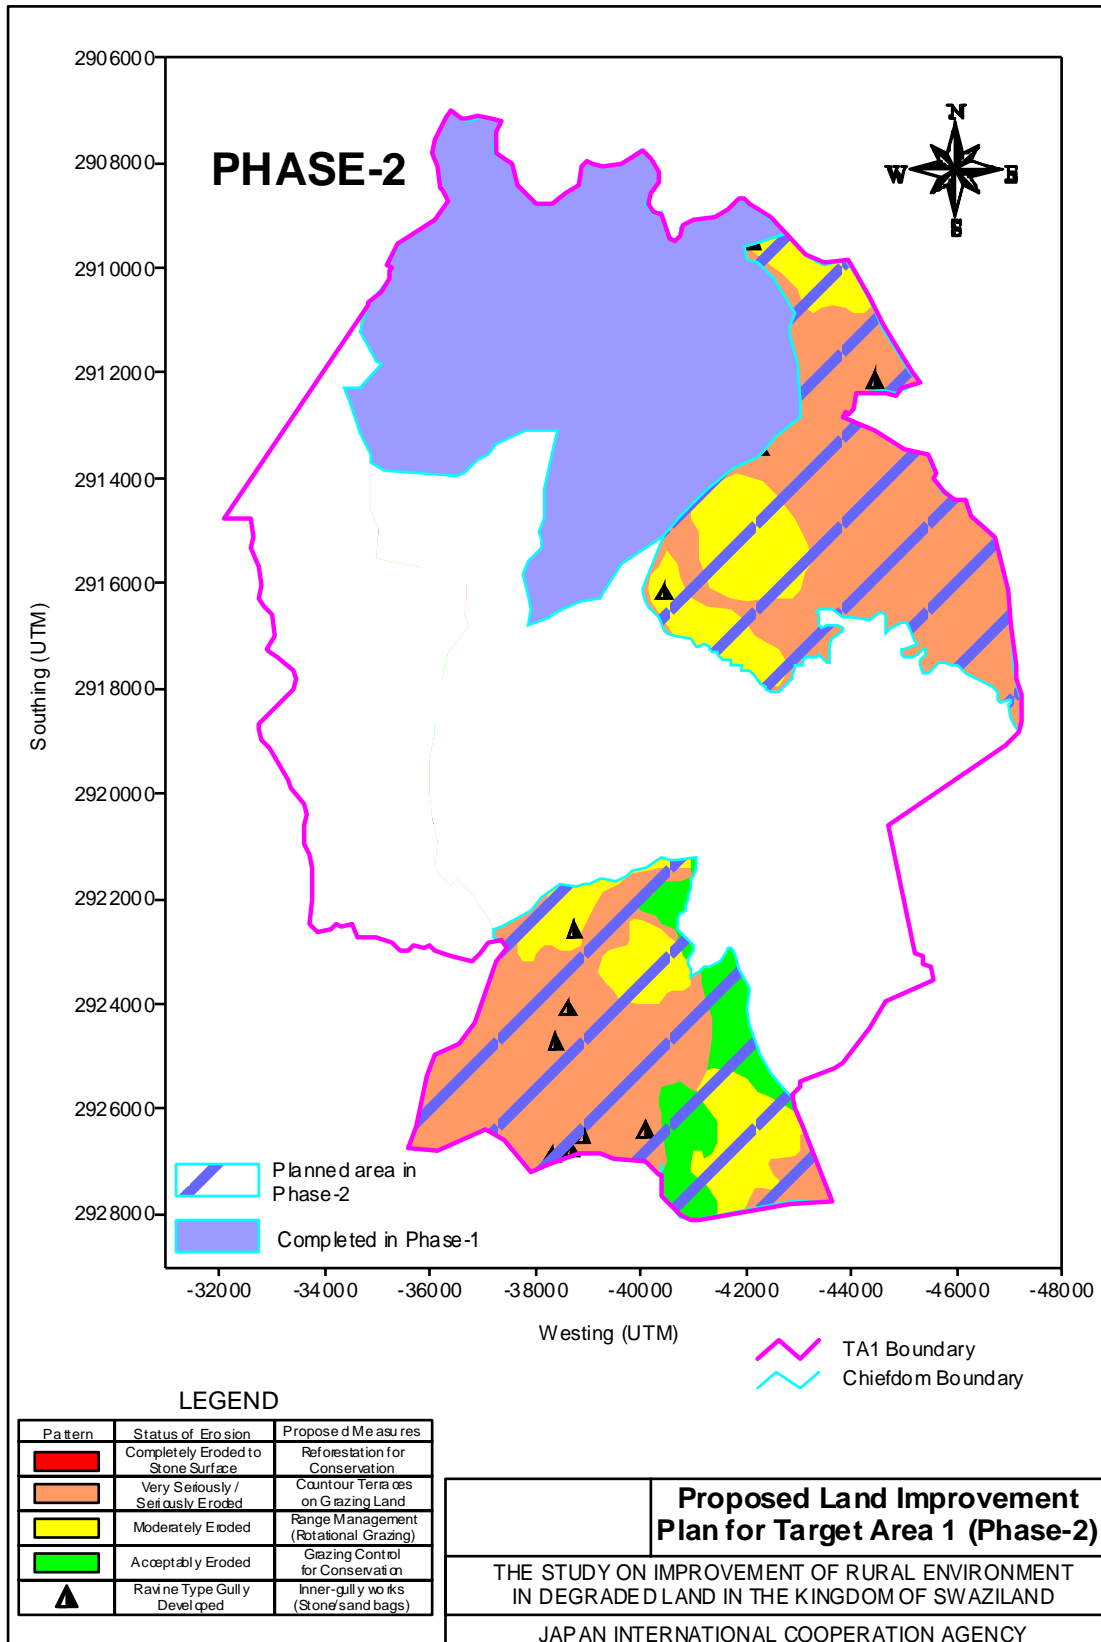 2906000
2908000
2910000
2912000
2914000
2916000
2918000
2920000
2922000
2924000
2926000
2928000
PHASE-2
N
W
E
S
Southing (UTM)
Planned area in
Phase-2
Completed in Phase-1
-32000 -34000 -36000 -38000 -40000 -42000 -44000 -46000 -48000
Westing (UTM)
TA1 Boundary
Chiefdom Boundary
LEGEND
Pattern Status of Erosion Proposed Measures
Completely Eroded to
Stone Surface
Reforestation for
Conservation
Very Seriously /
Seriously Eroded
Countour Terraces
on Grazing Land
Moderately Eroded
Range Management
(Rotational Grazing)
Acceptably Eroded
Grazing Control
for Conservation
Ravine Type Gully
Developed
Inner-gully works
(Stone/sand bags)
Proposed Land Improvement
Plan for Target Area 1 (Phase-2)
THE STUDY ON IMPROVEMENT OF RURAL ENVIRONMENT
IN DEGRADED LAND IN THE KINGDOM OF SWAZILAND
JAPAN INTERNATIONAL COOPERATION AGENCY